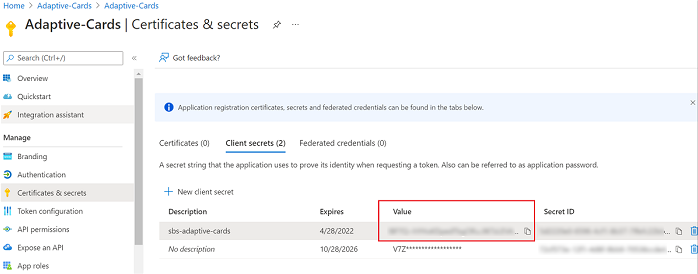 Home > Adaptive-Cards > Adaptive-Cards
Adaptive-Cards | Certificates & secrets
Search (Ctrl+/)
Got feedback?
Overview
Quickstart
Integration assistant
Manage
Branding
Authentication
Certificates & secrets
Token configuration
API permissions
Expose an API
App roles
Application registration certificates, secrets and federated credentials can be found in the tabs below.
Certificates (0) Client secrets (2) Federated credentials (0)
A secret string that the application uses to prove its identity when requesting a token. Also can be referred to as application password.
New client secret
Description Expires Value Secret ID
sbs-adaptive-cards 4/28/2022
No description 10/28/2026 V7Z******************